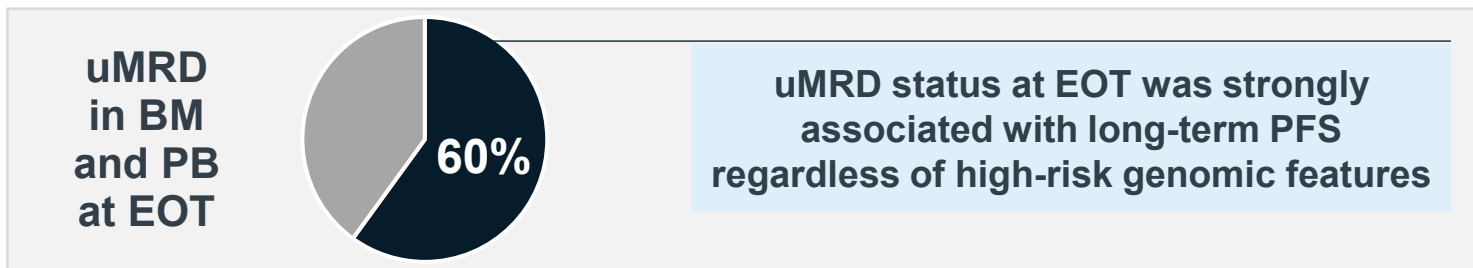 uMRD
in BM
and PB
at EOT
60%
uMRD status at EOT was strongly
associated with long-term PFS
regardless of high-risk genomic features